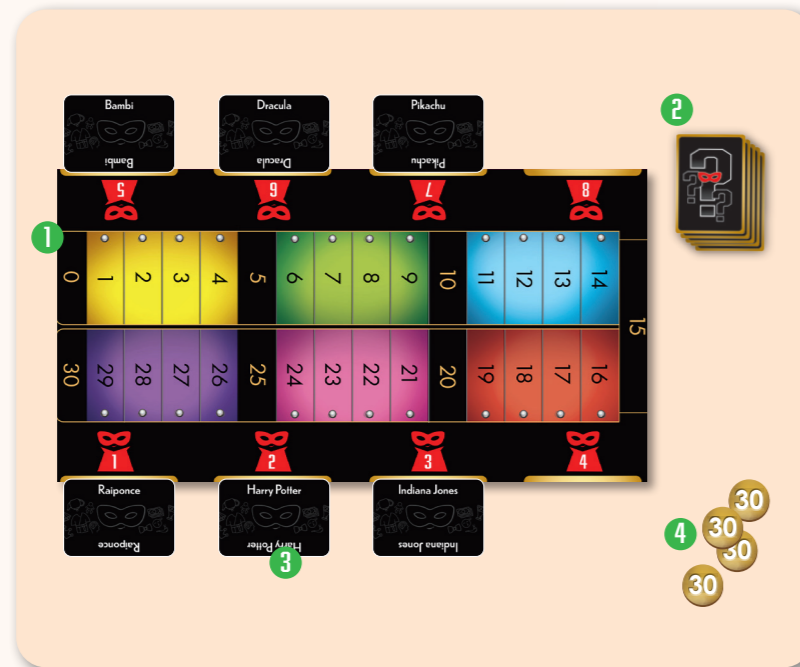 Bambi
Bambi
Dracula
Dracula
Pikachu
Pikachu
2
???
5 6 7 8
1
0 1 2 3 4 5 6 7 8 9 10 11 12 13 14
15
30 29 28 27 26 25 24 23 22 21 20 19 18 17 16
1 2 3 4
Raiponce
Raiponce
Harry Potter
Harry Potter
Indiana Jones
Indiana Jones
3
4
30
30
30
30